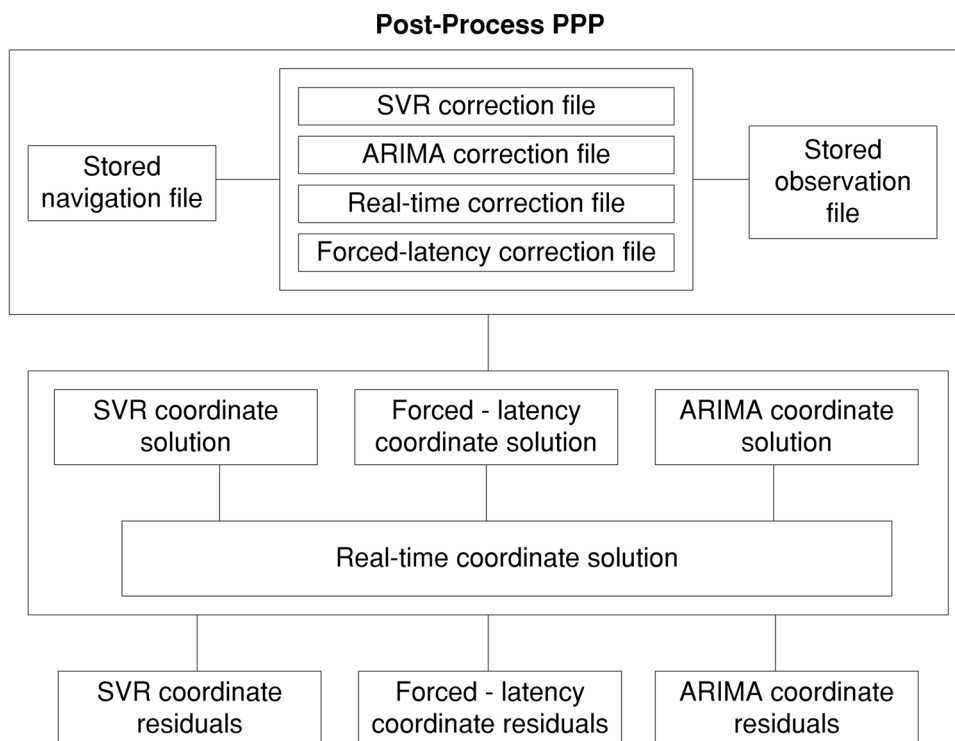 Post-Process PPP
SVR correction file
ARIMA correction file
Real-time correction file
Forced-latency correction file
Stored
navigation file
Stored
observation
file
SVR coordinate
solution
Forced - latency
coordinate solution
ARIMA coordinate
solution
Real-time coordinate solution
SVR coordinate
residuals
Forced - latency
coordinate residuals
ARIMA coordinate
residuals